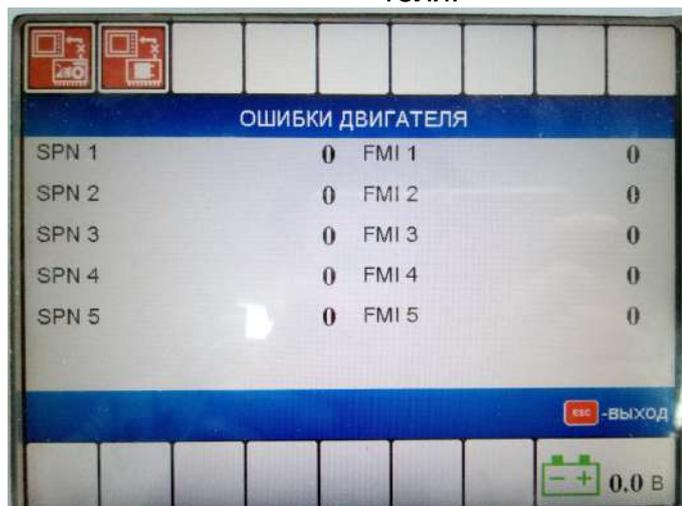 ОШИБКИ ДВИГАТЕЛЯ
SPN 1 0 FMI 1 0
SPN 2 0 FMI 2 0
SPN 3 0 FMI 3 0
SPN 4 0 FMI 4 0
SPN 5 0 FMI 5 0
ESC -ВЫХОД
- + 0.0 В